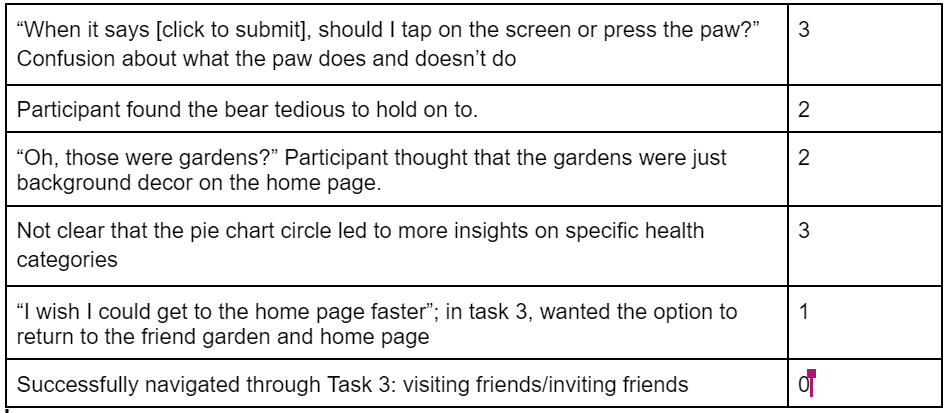 “When it says [click to submit], should I tap on the screen or press the paw?” 3
Confusion about what the paw does and doesn’t do
Participant found the bear tedious to hold on to. 2
“Oh, those were gardens?” Participant thought that the gardens were just 2
background decor on the home page.
Not clear that the pie chart circle led to more insights on specific health 3
categories
“I wish I could get to the home page faster”; in task 3, wanted the option to 1
return to the friend garden and home page
Successfully navigated through Task 3: visiting friends/inviting friends 0